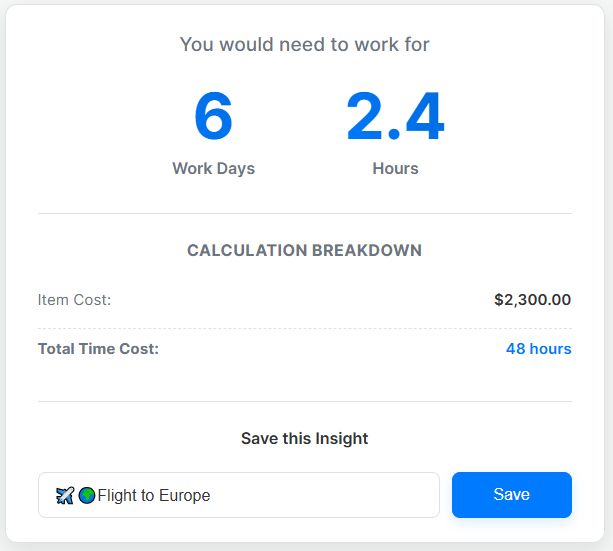 You would need to work for
6 2.4
Work Days Hours
CALCULATION BREAKDOWN
Item Cost: $2,300.00
Total Time Cost: 48 hours
Save this Insight
✈️🌍Flight to Europe Save